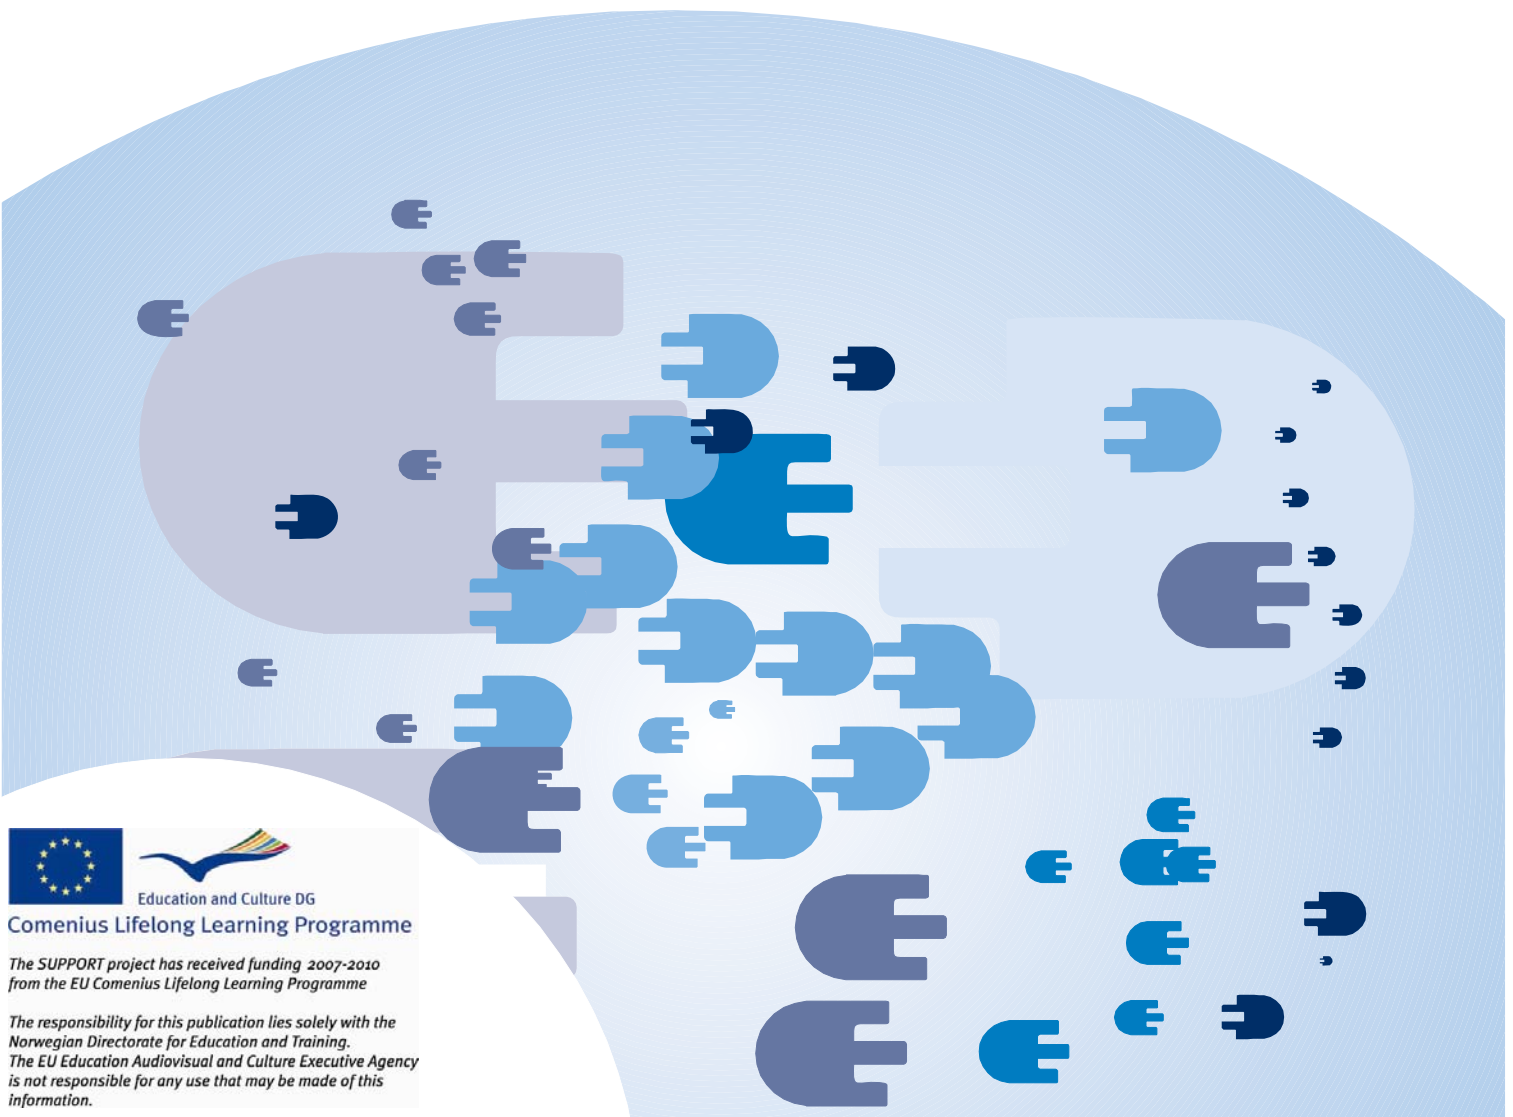 Education and Culture DG
Comenius Lifelong Learning Programme
The SUPPORT project has received funding 2007-2010
from the EU Comenius Lifelong Learning Programme
The responsibility for this publication lies solely with the
Norwegian Directorate for Education and Training.
The EU Education Audiovisual and Culture Executive Agency
is not responsible for any use that may be made of this
information.